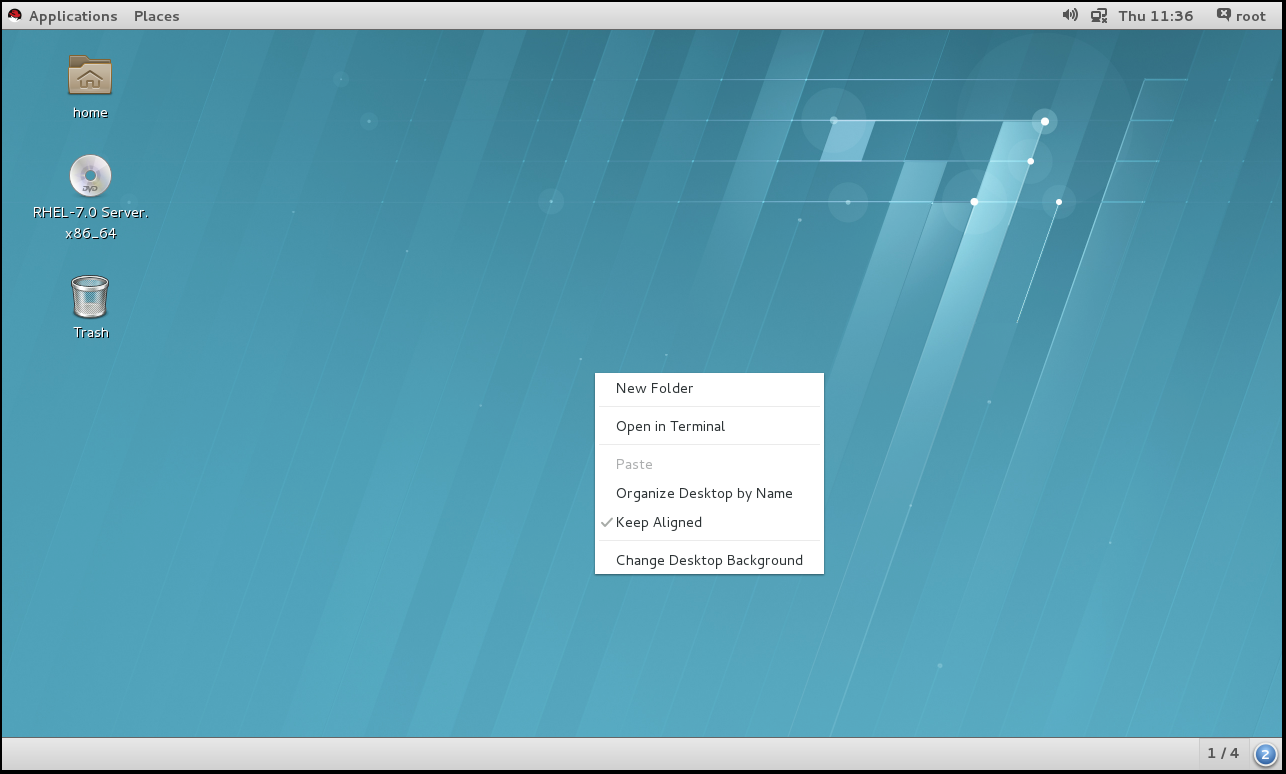 Applications Places Thu 11:36 root
home
DVD
RHEL-7.0 Server.
x86_64
Trash
New Folder
Open in Terminal
Paste
Organize Desktop by Name
Keep Aligned
Change Desktop Background
1 / 4 2